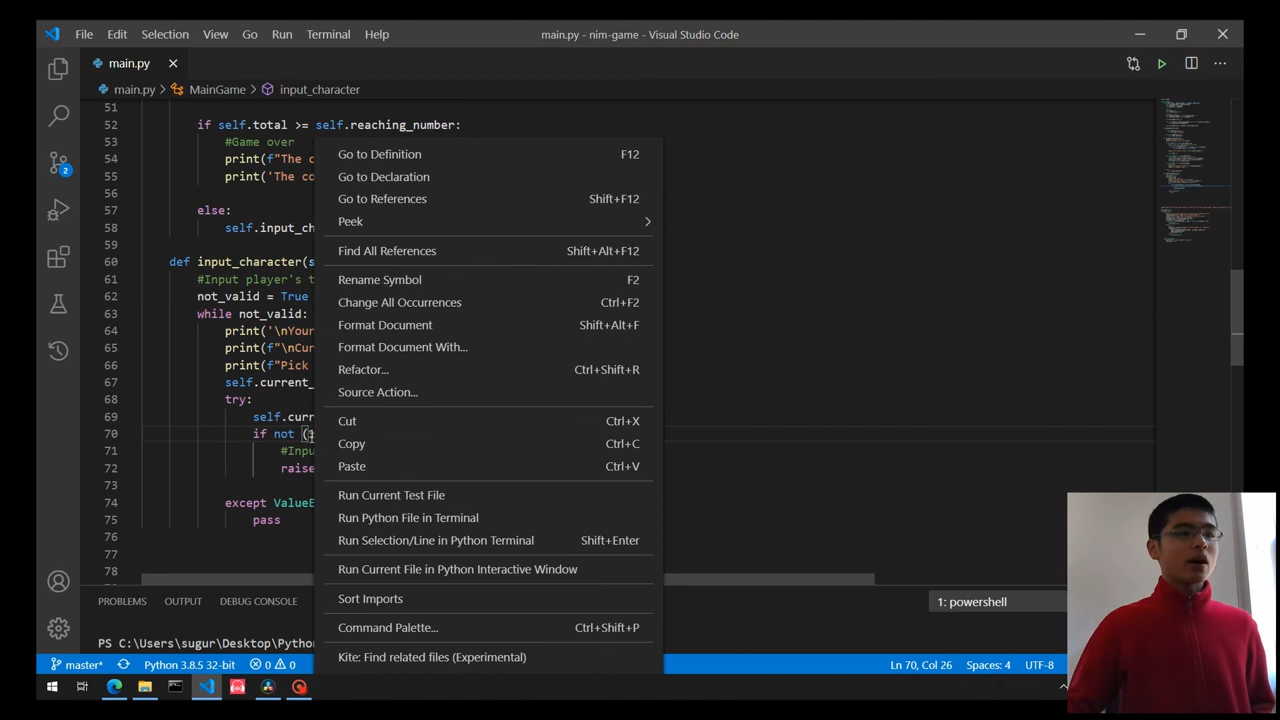 File Edit Selection View Go Run Terminal Help
main.py - nim-game - Visual Studio Code
main.py
main.py > MainGame > input_character
51
52 if self.total >= self.reaching_number:
53 #Game over
54 print(f"The c
55 print('The co
56
57 else:
58 self.input_ch
59
60 def input_character(s
61 #Input player's t
62 not_valid = True
63 while not_valid:
64 print('\nYour
65 print(f"\nCur
66 print(f"Pick
67 self.current_
68 try:
69 self.curr
70 if not (
71 #Inpu
72 raise
73
74 except ValueE
75 pass
76
77
78
Go to Definition F12
Go to Declaration
Go to References Shift+F12
Peek >
Find All References Shift+Alt+F12
Rename Symbol F2
Change All Occurrences Ctrl+F2
Format Document Shift+Alt+F
Format Document With...
Refactor... Ctrl+Shift+R
Source Action...
Cut Ctrl+X
Copy Ctrl+C
Paste Ctrl+V
Run Current Test File
Run Python File in Terminal
Run Selection/Line in Python Terminal Shift+Enter
Run Current File in Python Interactive Window
Sort Imports
Command Palette... Ctrl+Shift+P
Kite: Find related files (Experimental)
2
PROBLEMS OUTPUT DEBUG CONSOLE
1: powershell
PS C:\Users\sugur\Desktop\Pytho
master* Python 3.8.5 32-bit 0 0
Ln 70, Col 26 Spaces: 4 UTF-8